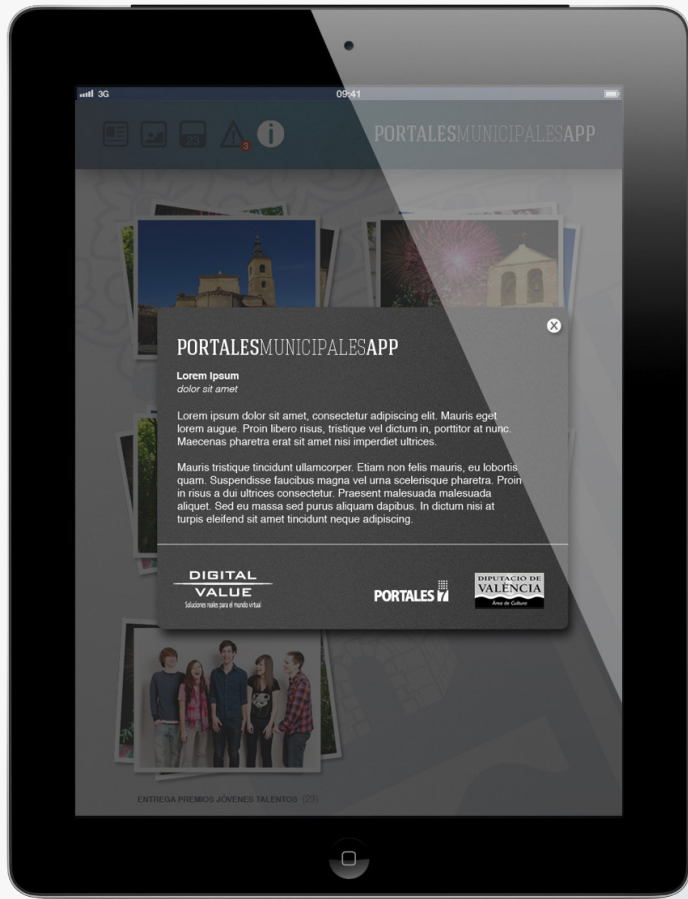 3G
09:41
23
3
i
PORTALESMUNICIPALESAPP
X
PORTALESMUNICIPALESAPP
Lorem Ipsum
dolor sit amet
Lorem ipsum dolor sit amet, consectetur adipiscing elit. Mauris eget
lorem augue. Proin libero risus, tristique vel dictum in, porttitor at nunc.
Maecenas pharetra erat sit amet nisi imperdiet ultrices.
Mauris tristique tincidunt ullamcorper. Etiam non felis mauris, eu lobortis
quam. Suspendisse faucibus magna vel urna scelerisque pharetra. Proin
in risus a dui ultrices consectetur. Praesent malesuada malesuada
aliquet. Sed eu massa sed purus aliquam dapibus. In dictum nisi at
turpis eleifend sit amet tincidunt neque adipiscing.
DIGITAL
VALUE
Soluciones reales para el mundo virtual
PORTALES 7
DIPUTACIÓ DE
VALÈNCIA
Área de Cultura
ENTREGA PREMIOS JÓVENES TALENTOS (29)